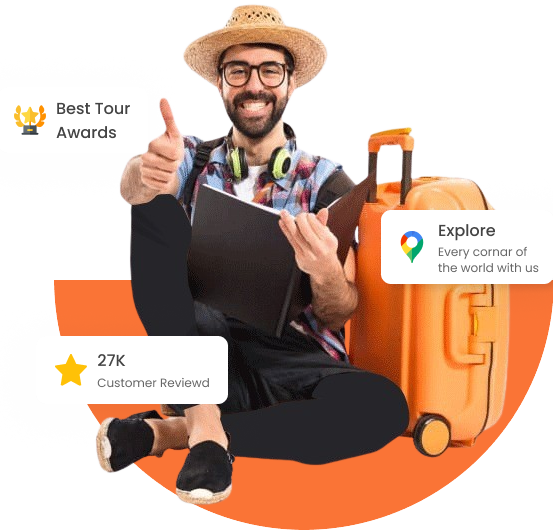 Best Tour
Awards
Explore
Every cornar of
the world with us
27K
Customer Reviewd